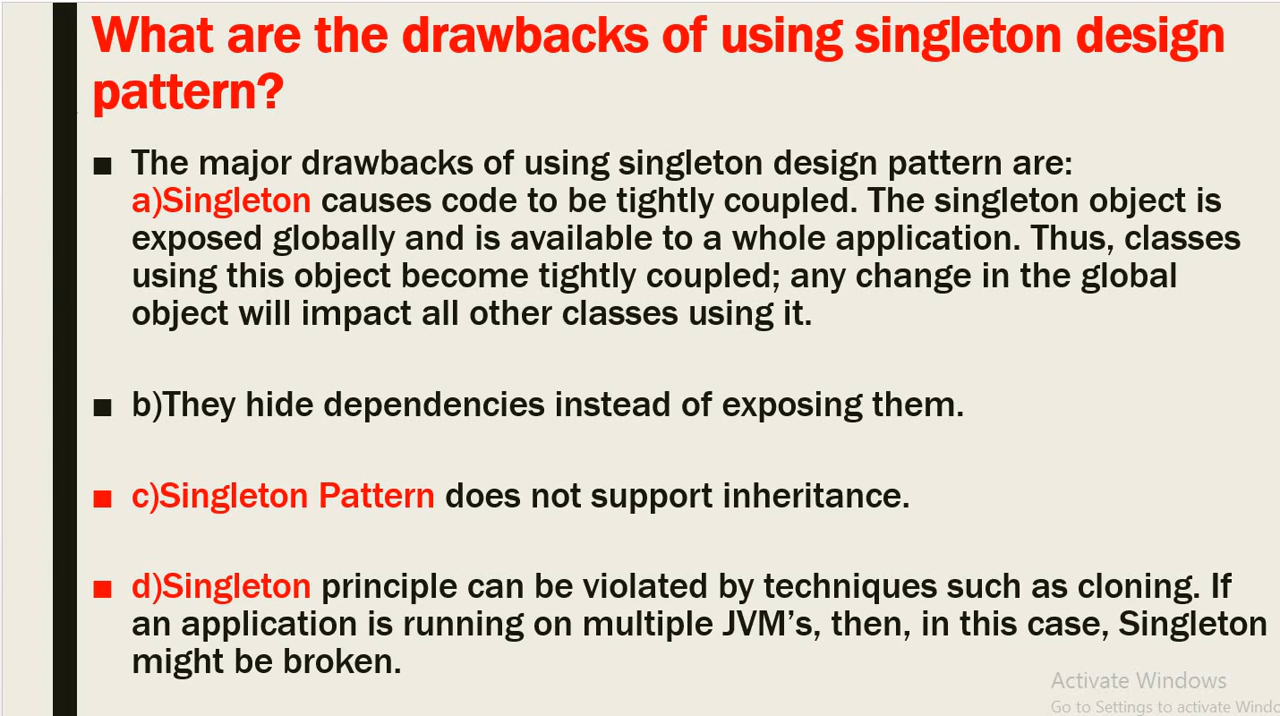 What are the drawbacks of using singleton design
pattern?
■ The major drawbacks of using singleton design pattern are:
a)Singleton causes code to be tightly coupled. The singleton object is
exposed globally and is available to a whole application. Thus, classes
using this object become tightly coupled; any change in the global
object will impact all other classes using it.
■ b)They hide dependencies instead of exposing them.
■ c)Singleton Pattern does not support inheritance.
■ d)Singleton principle can be violated by techniques such as cloning. If
an application is running on multiple JVM’s, then, in this case, Singleton
might be broken.
Activate Windows
Go to Settings to activate Windo